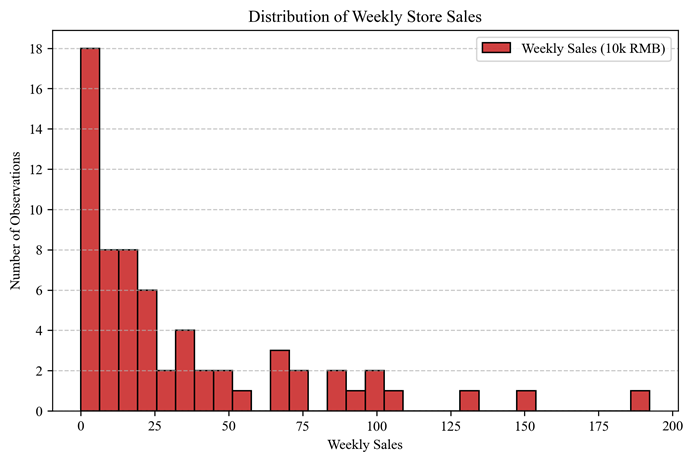 Distribution of Weekly Store Sales
Weekly Sales (10k RMB)
Number of Observations
18
16
14
12
10
8
6
4
2
0
0 25 50 75 100 125 150 175 200
Weekly Sales